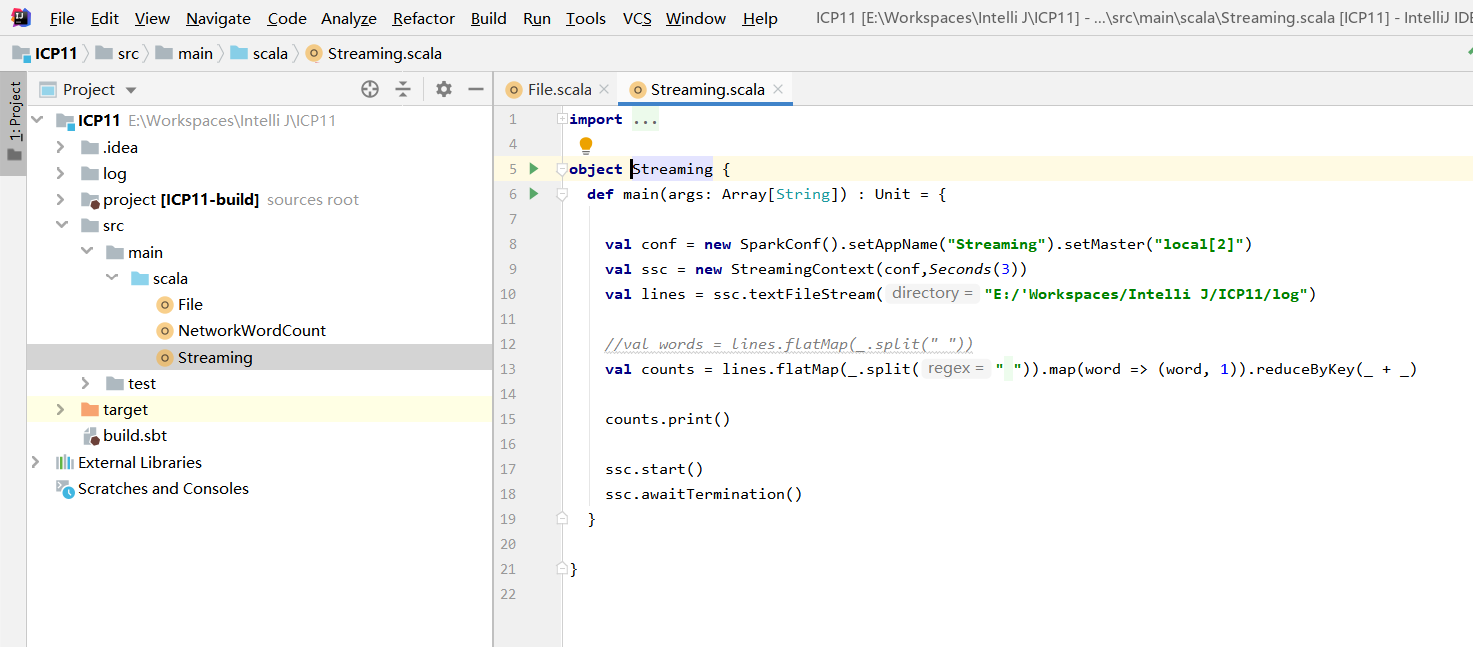 File Edit View Navigate Code Analyze Refactor Build Run Tools VCS Window Help ICP11 [E:\Workspaces\Intelli J\ICP11] - ...\src\main\scala\Streaming.scala [ICP11] - IntelliJ IDE
ICP11 src main scala Streaming.scala
1: Project
Project
File.scala Streaming.scala
ICP11 E:\Workspaces\Intelli J\ICP11
.idea
log
project [ICP11-build] sources root
src
main
scala
File
NetworkWordCount
Streaming
test
target
build.sbt
External Libraries
Scratches and Consoles
1 import ...
4
5 object Streaming {
6 def main(args: Array[String]) : Unit = {
7
8 val conf = new SparkConf().setAppName("Streaming").setMaster("local[2]")
9 val ssc = new StreamingContext(conf,Seconds(3))
10 val lines = ssc.textFileStream( directory = "E:/'Workspaces/Intelli J/ICP11/log")
11
12 //val words = lines.flatMap(_.split(" "))
13 val counts = lines.flatMap(_.split( regex = " ")).map(word => (word, 1)).reduceByKey(_ + _)
14
15 counts.print()
16
17 ssc.start()
18 ssc.awaitTermination()
19 }
20
21 }
22